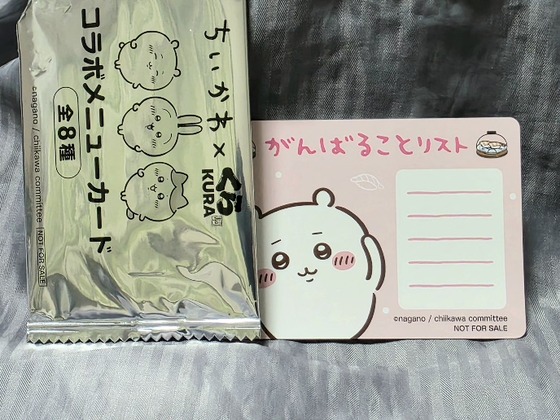 ちいかわ×くら
KURA
コラボメニューカード
全8種
©nagano / chiikawa committee NOT FOR SALE
がんばることリスト
©nagano / chiikawa committee
NOT FOR SALE